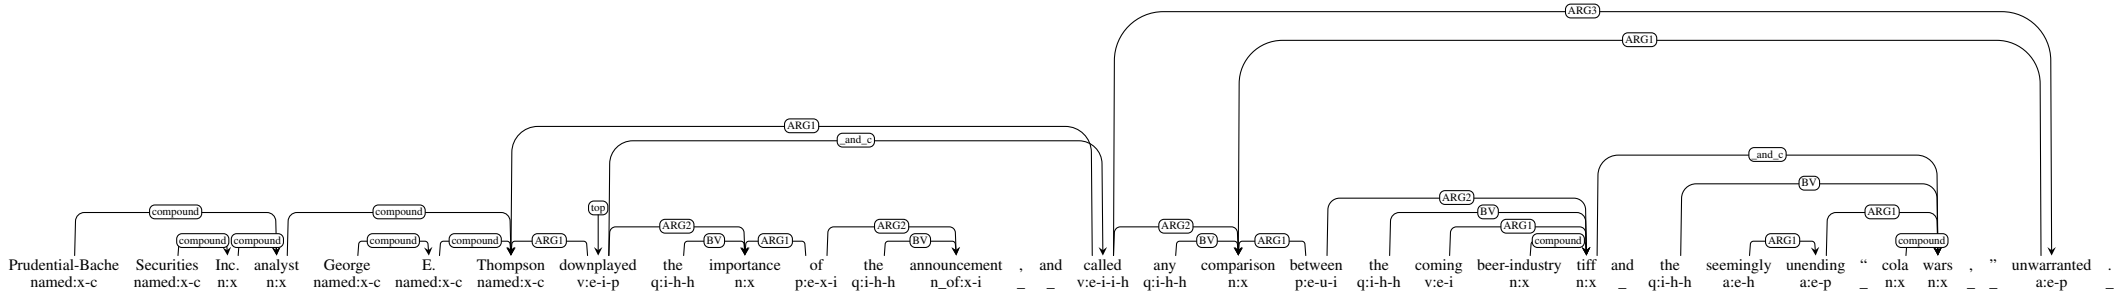 ARG3
ARG1
ARG1
_and_c
_and_c
BV
ARG2
top
compound compound ARG2 ARG2 BV ARG1 ARG2 ARG1
compound compound compound compound ARG1 BV ARG1 BV BV ARG1 compound ARG1 compound
Prudential-Bache Securities Inc. analyst George E. Thompson downplayed the importance of the announcement , and called any comparison between the coming beer-industry tiff and the seemingly unending “ cola wars , ” unwarranted .
named:x-c named:x-c n:x n:x named:x-c named:x-c named:x-c v:e-i-p q:i-h-h n:x p:e-x-i q:i-h-h n_of:x-i _ _ v:e-i-i-h q:i-h-h n:x p:e-u-i q:i-h-h v:e-i n:x n:x _ q:i-h-h a:e-h a:e-p _ n:x n:x _ _ a:e-p _